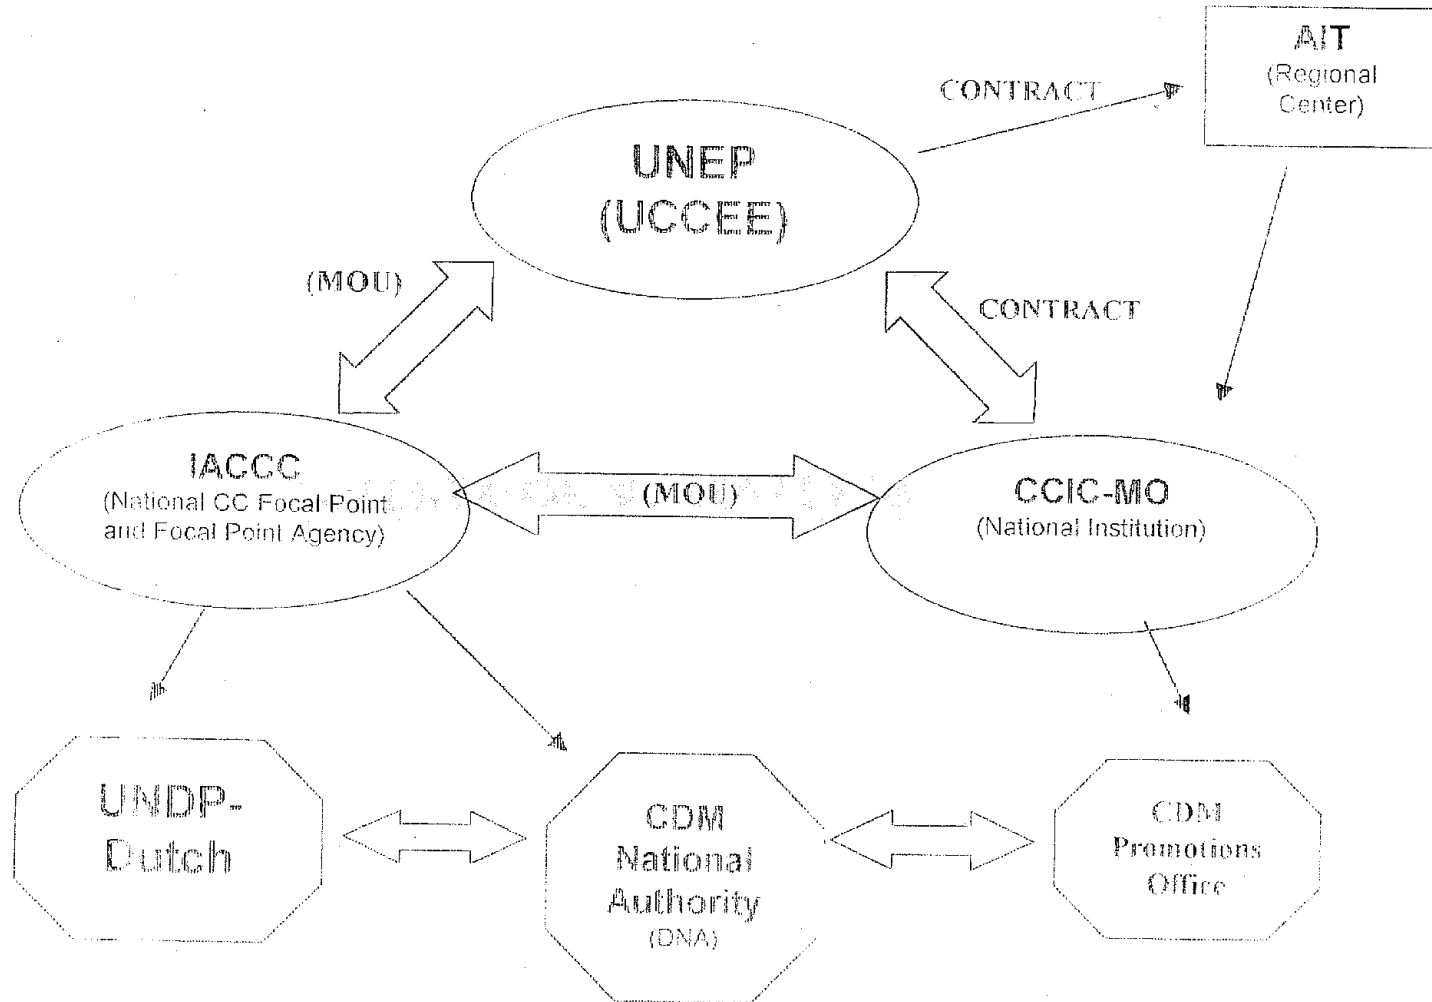 AIT
(Regional
Center)
CONTRACT
UNEP
(UCCEE)
(MOU)
CONTRACT
IACCC
(National CC Focal Point
and Focal Point Agency)
(MOU)
CCIC-MO
(National Institution)
UNDP-
Dutch
CDM
National
Authority
(DNA)
CDM
Promotions
Office